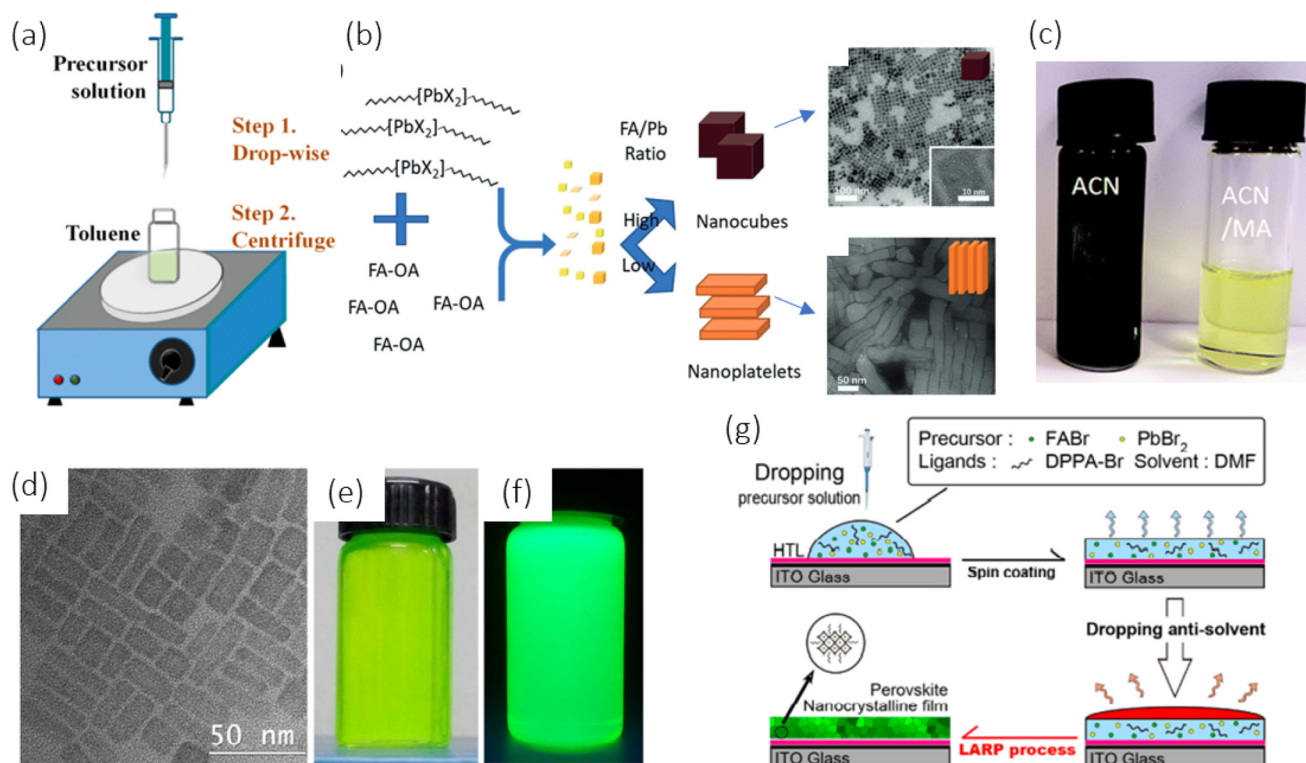 (a)
Precursor
solution
Step 1.
Drop-wise
Step 2.
Centrifuge
Toluene
(b)
[PbX2]
[PbX2]
[PbX2]
FA-OA
FA-OA
FA-OA
FA-OA
FA/Pb
Ratio
High
Low
Nanocubes
Nanoplatelets
100 nm
10 nm
50 nm
(c)
ACN
ACN
/MA
(d)
50 nm
(e)
(f)
(g)
Precursor : FABr PbBr2
Ligands : DPPA-Br Solvent : DMF
Dropping
precursor solution
HTL
ITO Glass
Spin coating
ITO Glass
Dropping anti-solvent
Perovskite
Nanocrystalline film
ITO Glass
LARP process
ITO Glass